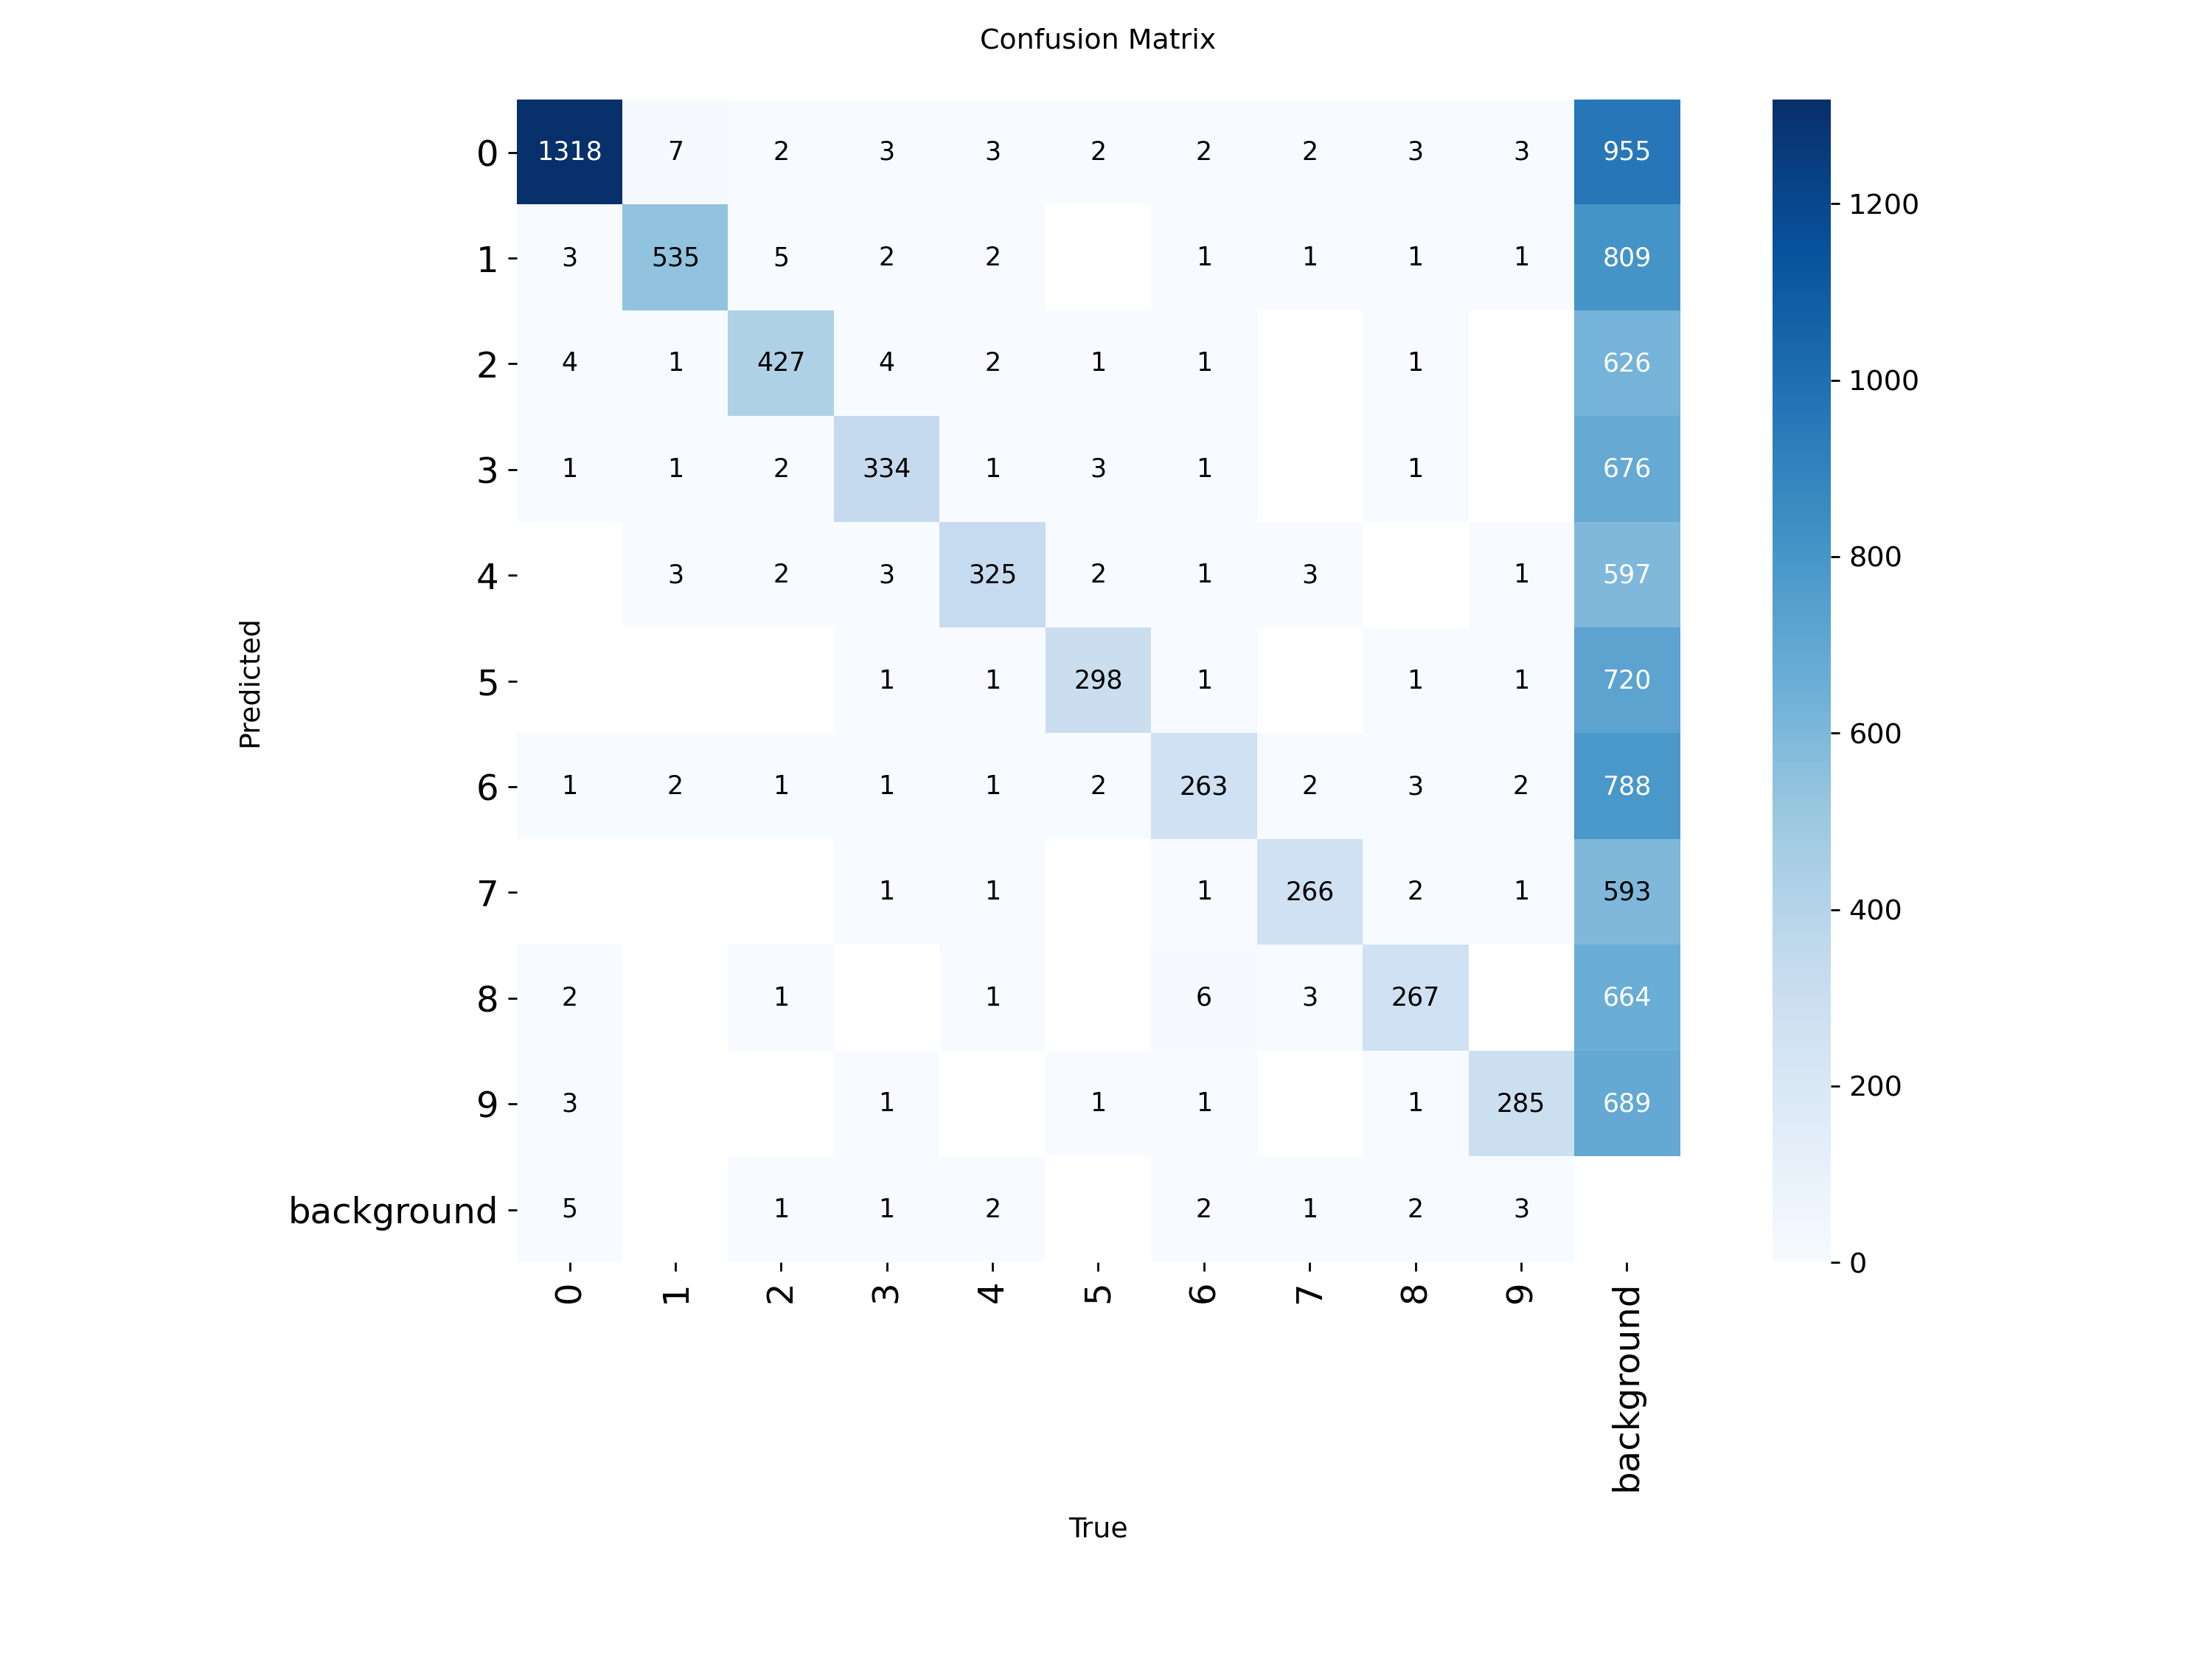 Confusion Matrix
0 1318 7 2 3 3 2 2 2 3 3 955
1 3 535 5 2 2 1 1 1 1 809
2 4 1 427 4 2 1 1 1 626
3 1 1 2 334 1 3 1 1 676
4 3 2 3 325 2 1 3 1 597
5 1 1 298 1 1 1 720
6 1 2 1 1 1 2 263 2 3 2 788
7 1 1 1 266 2 1 593
8 2 1 1 6 3 267 664
9 3 1 1 1 1 285 689
background 5 1 1 2 2 1 2 3
0 1 2 3 4 5 6 7 8 9 background
Predicted
True
1200
1000
800
600
400
200
0